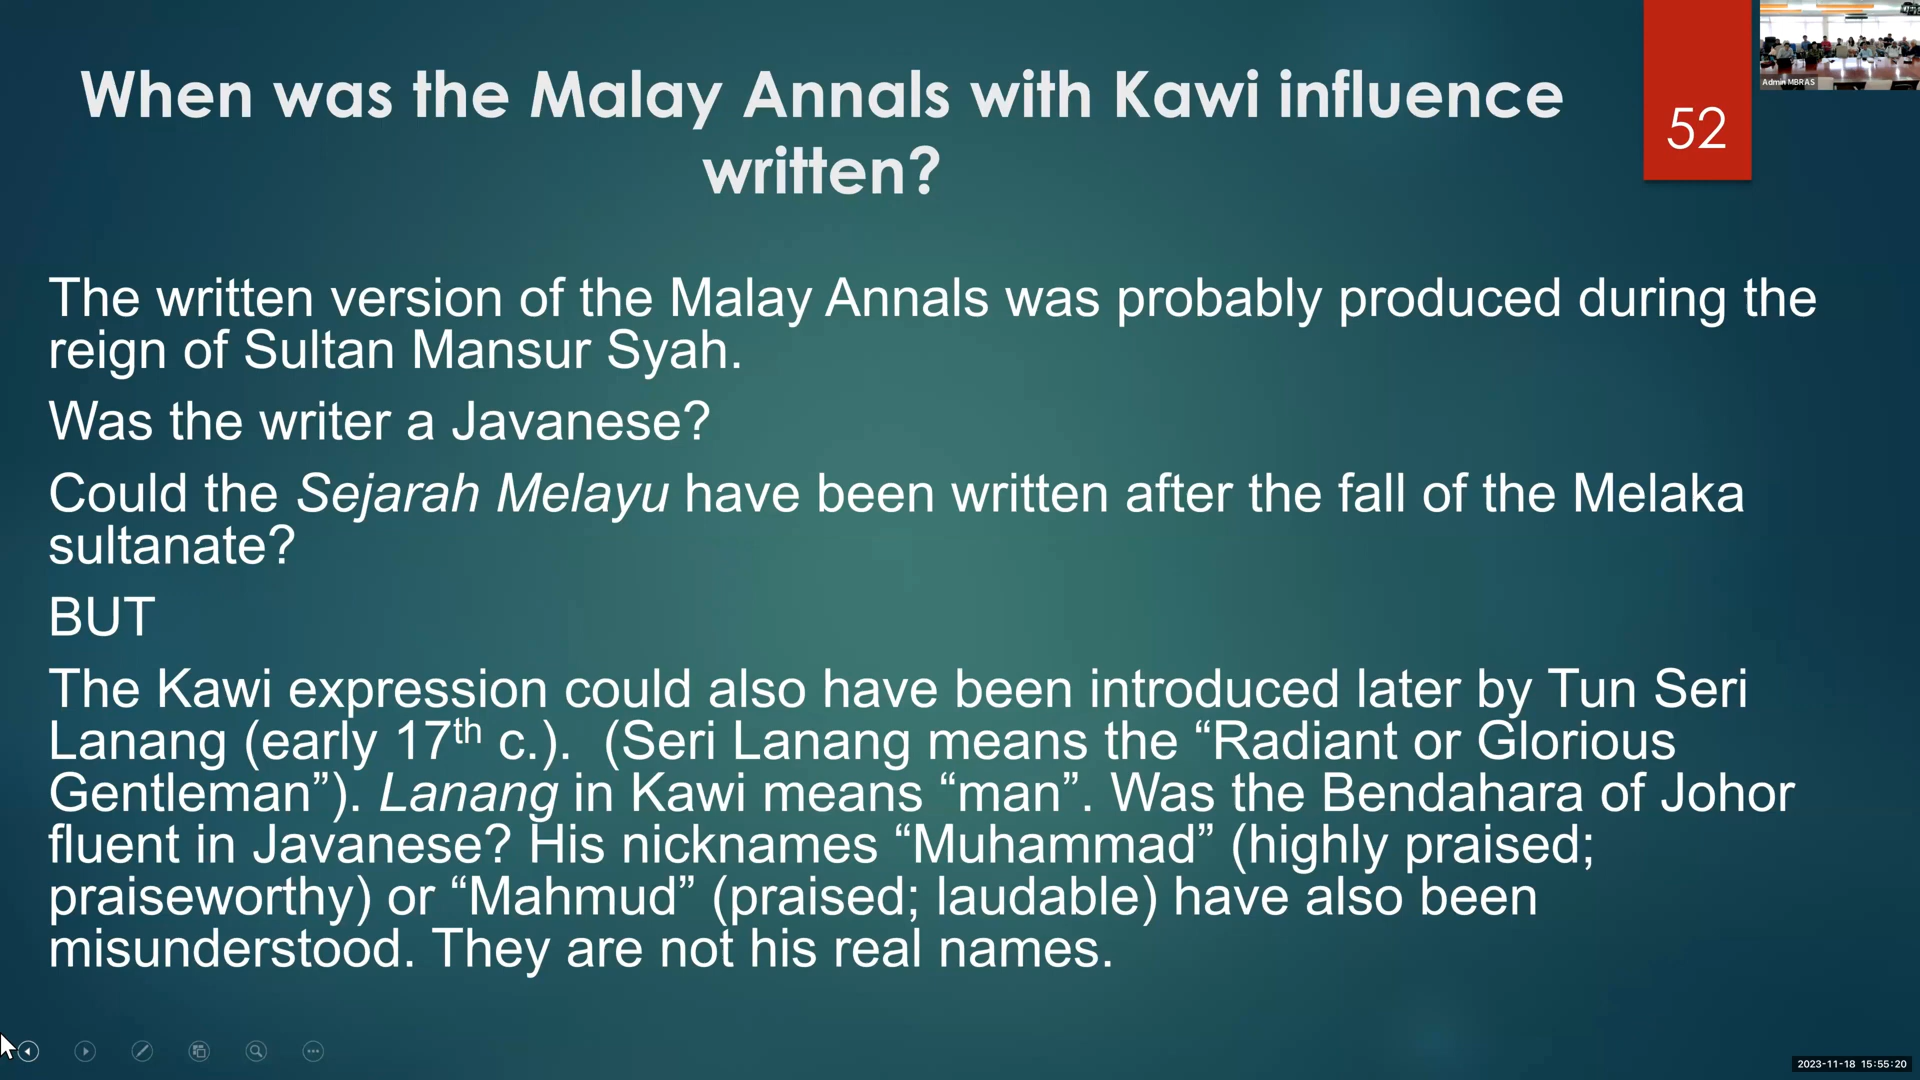 When was the Malay Annals with Kawi influence
written?
52
Admin MBRAS
The written version of the Malay Annals was probably produced during the
reign of Sultan Mansur Syah.
Was the writer a Javanese?
Could the Sejarah Melayu have been written after the fall of the Melaka
sultanate?
BUT
The Kawi expression could also have been introduced later by Tun Seri
Lanang (early 17th c.).  (Seri Lanang means the “Radiant or Glorious
Gentleman”). Lanang in Kawi means “man”. Was the Bendahara of Johor
fluent in Javanese? His nicknames “Muhammad” (highly praised;
praiseworthy) or “Mahmud” (praised; laudable) have also been
misunderstood. They are not his real names.
2023-11-18 15:55:20